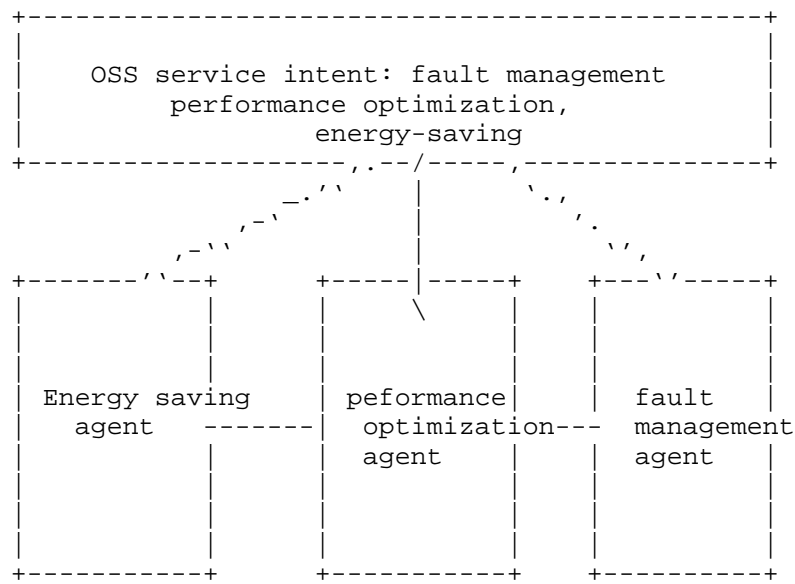 OSS service intent: fault management
performance optimization,
energy-saving
Energy saving peformance fault
agent optimization management
agent agent